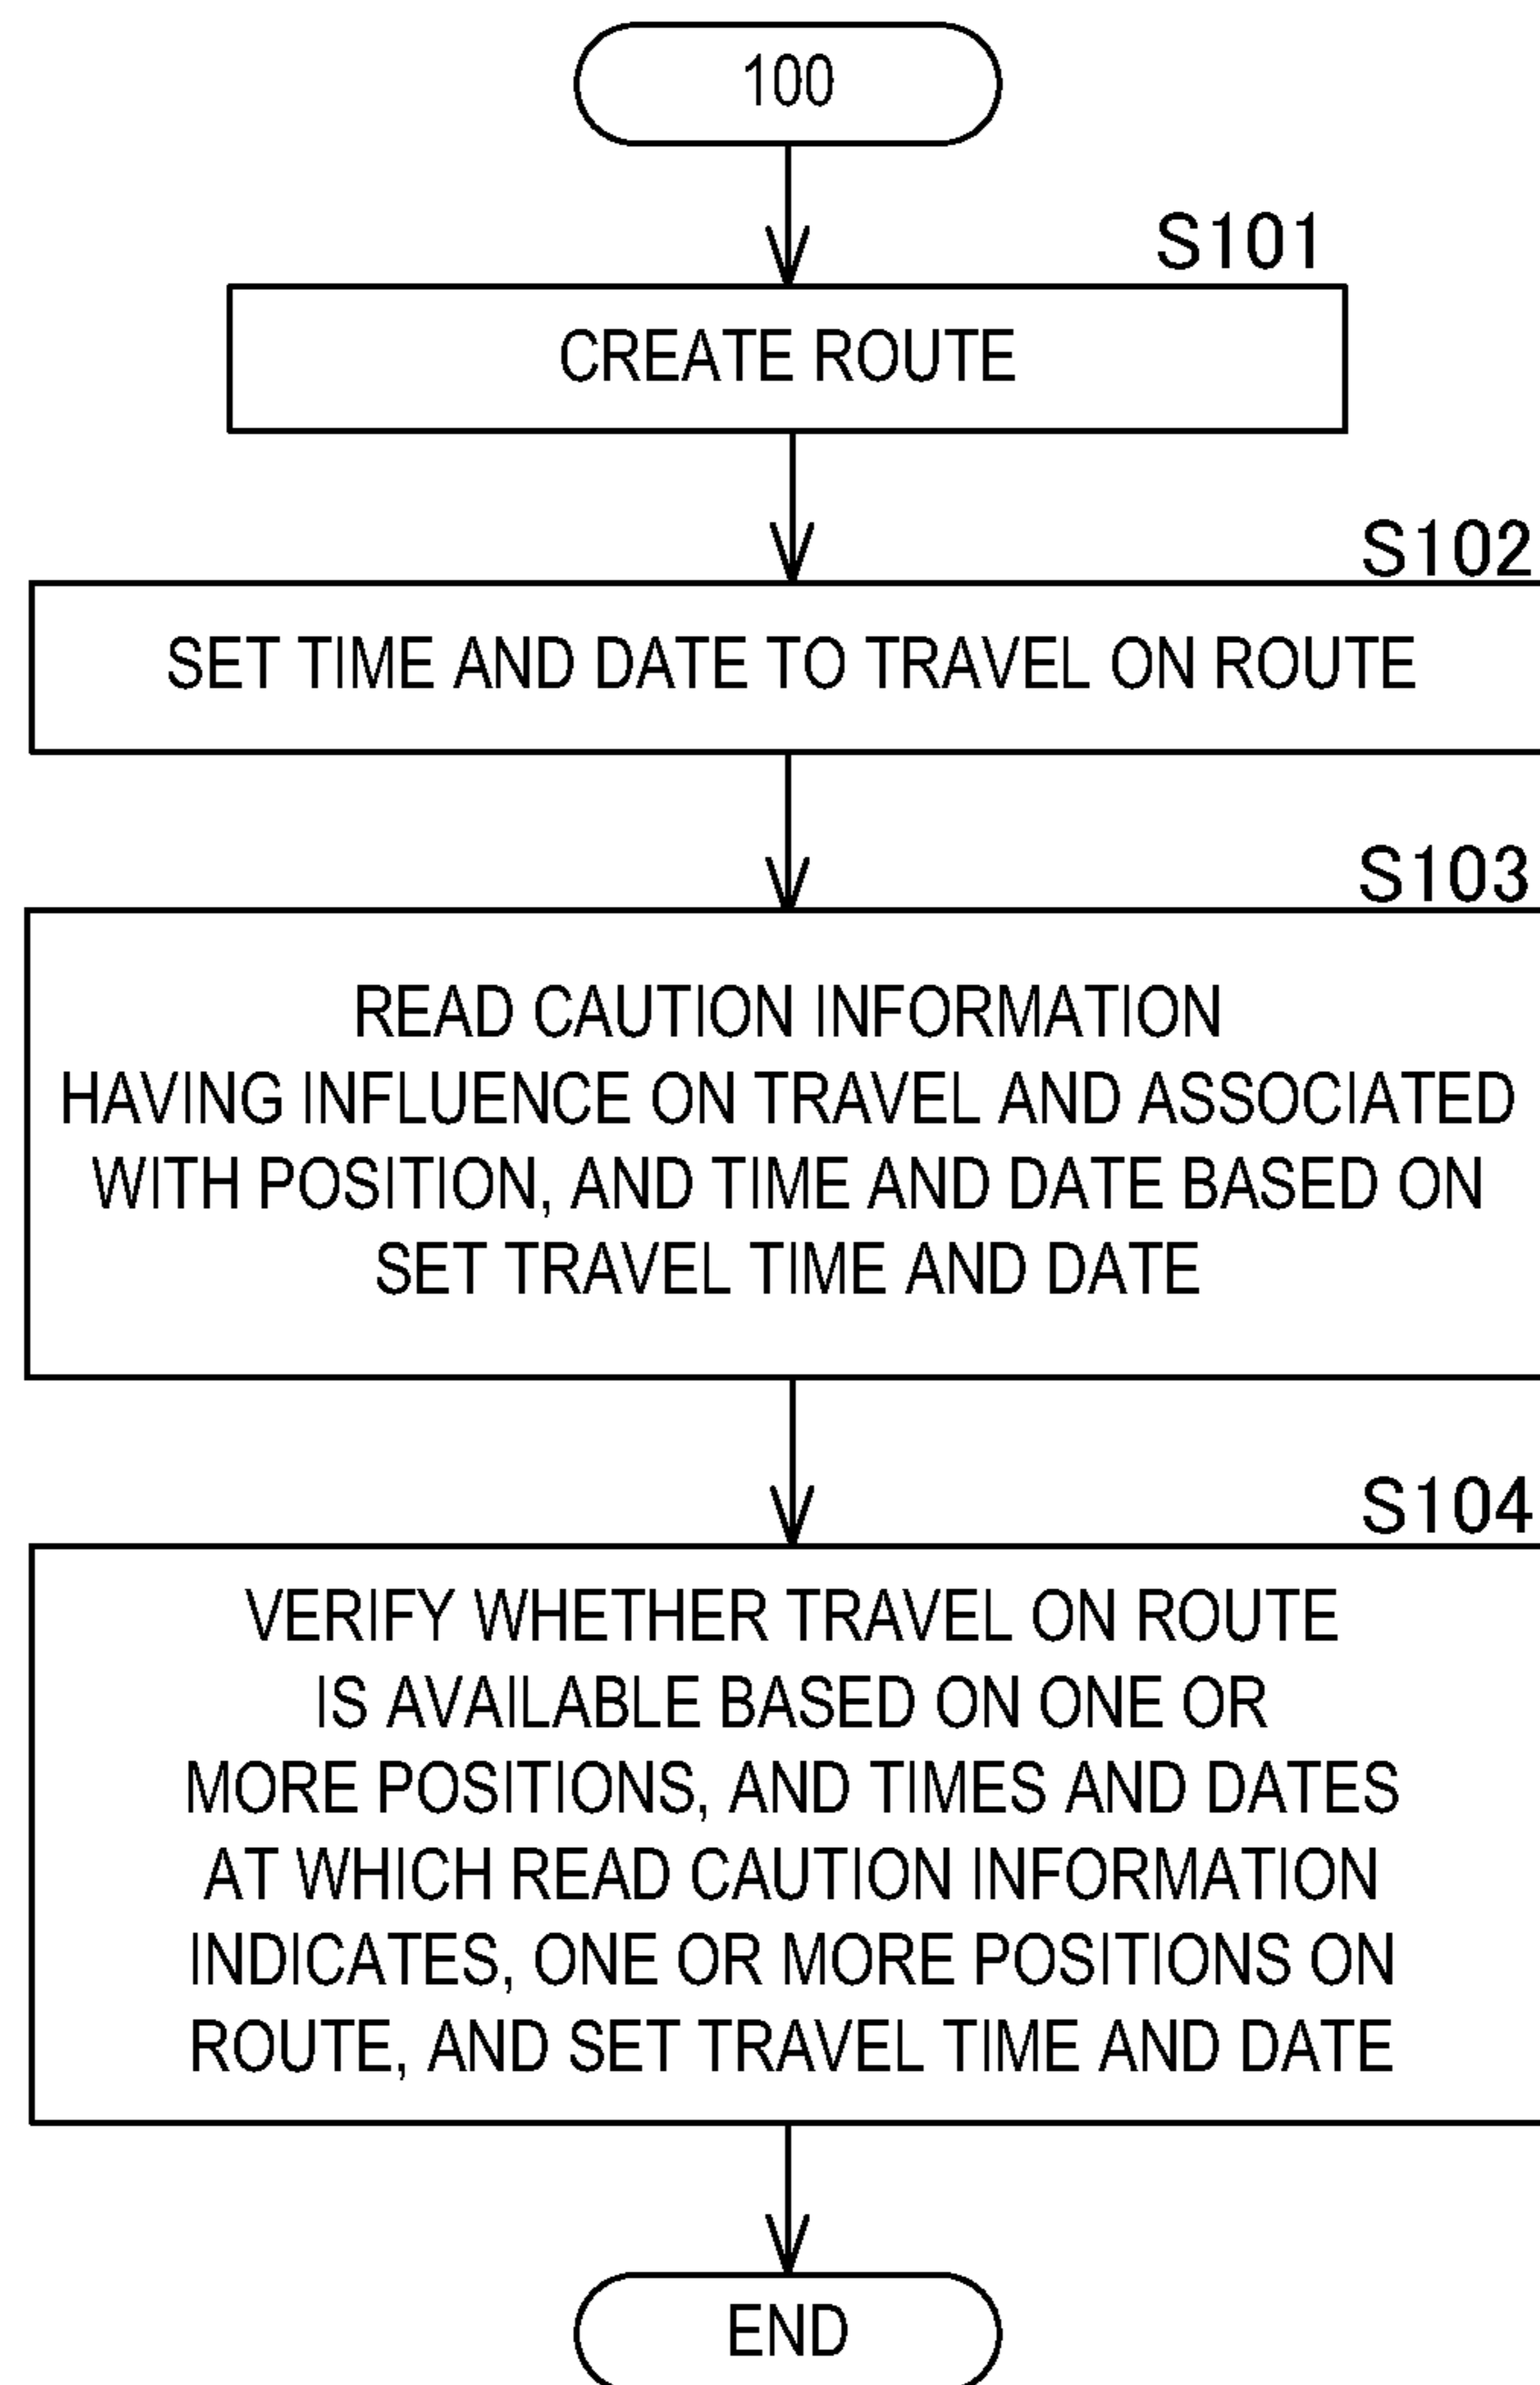 100
S101
CREATE ROUTE
S102
SET TIME AND DATE TO TRAVEL ON ROUTE
S103
READ CAUTION INFORMATION
HAVING INFLUENCE ON TRAVEL AND ASSOCIATED
WITH POSITION, AND TIME AND DATE BASED ON
SET TRAVEL TIME AND DATE
S104
VERIFY WHETHER TRAVEL ON ROUTE
IS AVAILABLE BASED ON ONE OR
MORE POSITIONS, AND TIMES AND DATES
AT WHICH READ CAUTION INFORMATION
INDICATES, ONE OR MORE POSITIONS ON
ROUTE, AND SET TRAVEL TIME AND DATE
END